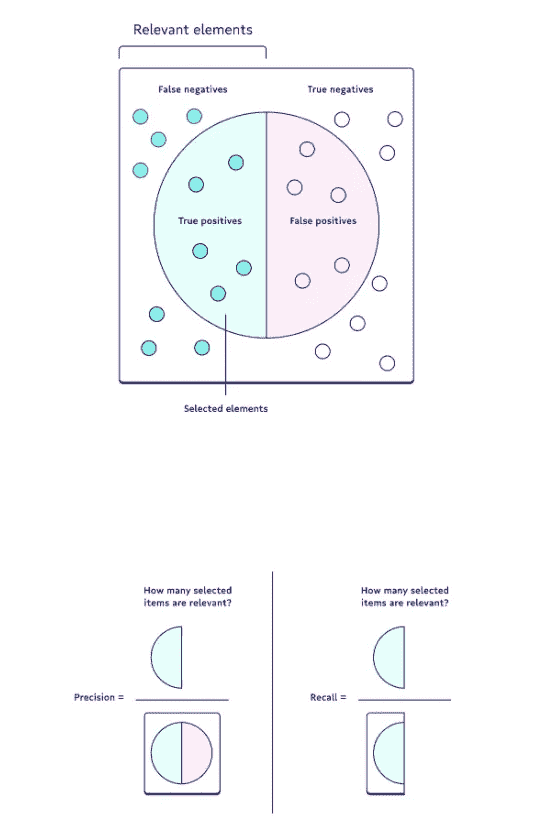 Relevant elements
False negatives
True negatives
True positives
False positives
Selected elements
How many selected
items are relevant?
Precision =
How many selected
items are relevant?
Recall =